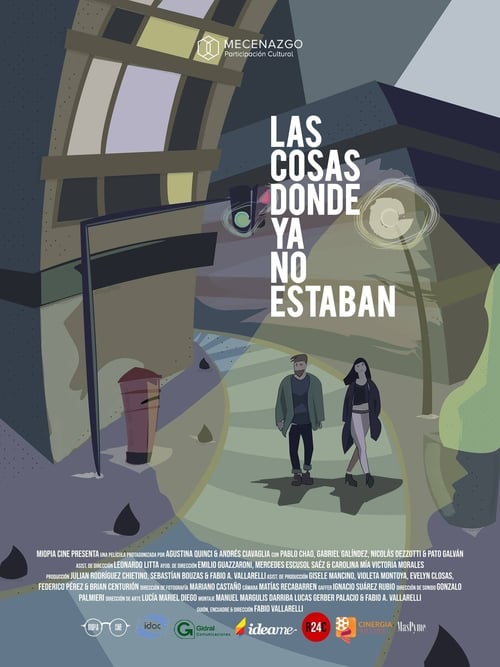 MECENAZGO
Participación Cultural
LAS
COSAS
DONDE
YA
NO
ESTABAN
MIOPIA CINE PRESENTA UNA PELÍCULA PROTAGONIZADA POR AGUSTINA QUINCI & ANDRÉS CIAVAGLIA CON PABLO CHAO, GABRIEL GALÍNDEZ, NICOLÁS DEZZOTTI & PATO GALVÁN
ASIST. DE DIRECCIÓN LEONARDO LITTA AYUD. DE DIRECCIÓN EMILIO GUAZZARONI, MERCEDES ESCUSOL SAÉZ & CAROLINA MÍA VICTORIA MORALES
PRODUCCIÓN JULIAN RODRÍGUEZ CHIETINO, SEBASTIÁN BOUZAS & FABIO A. VALLARELLI ASIST. DE PRODUCCIÓN GISELE MANCINO, VIOLETA MONTOYA, EVELYN CLOSAS,
FEDERICO PÉREZ & BRIAN CENTURIÓN DIRECCIÓN DE FOTOGRAFÍA MARIANO CASTAÑO CÁMARA MATÍAS RECABARREN GAFFER IGNACIO SUÁREZ RUBIO DIRECCIÓN DE SONIDO GONZALO
PALMIERI DIRECCIÓN DE ARTE LUCÍA MARIEL DIEGO MONTAJE MANUEL MARGULIS DARRIBA LUCAS GERBER PALACIO & FABIO A. VALLARELLI
GUIÓN, ENCUADRE & DIRECCIÓN FABIO VALLARELLI
MIOPIA CINE
idac
Gidral
Comunicaciones
ideame
24
CINERGIA
MasPyme